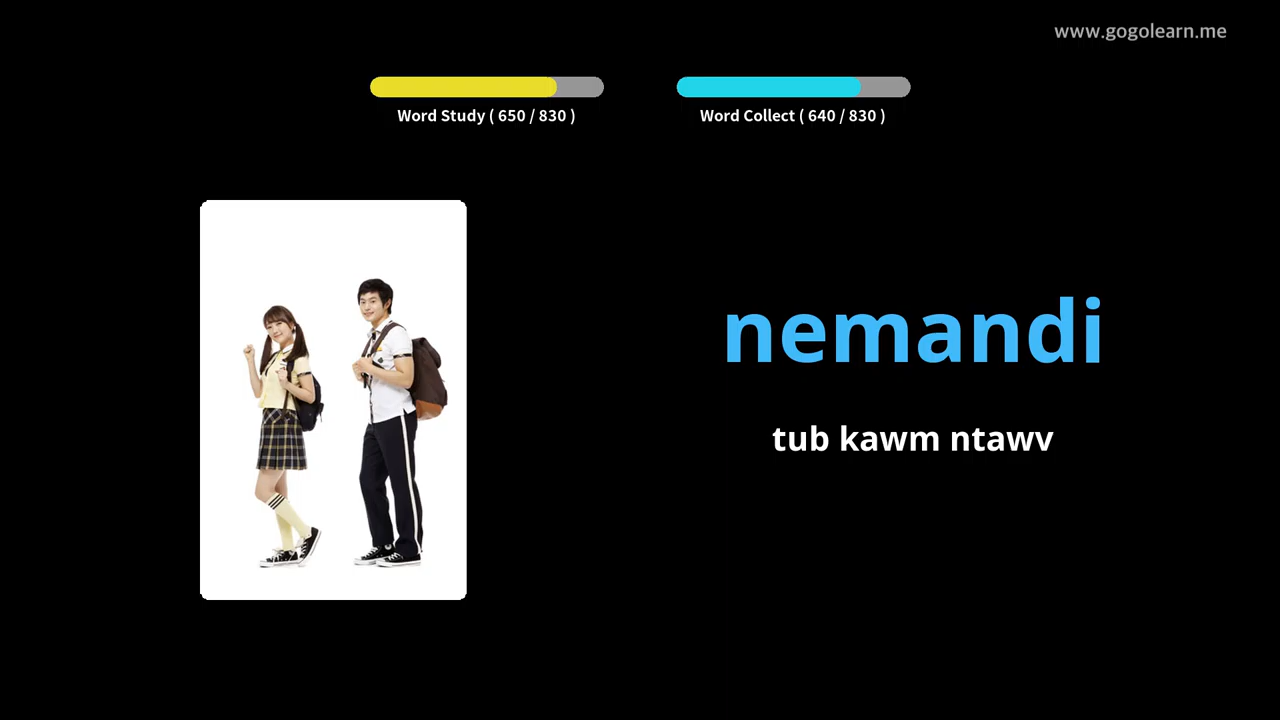 www.gogolearn.me
Word Study ( 650 / 830 )
Word Collect ( 640 / 830 )
nemandi
tub kawm ntawv